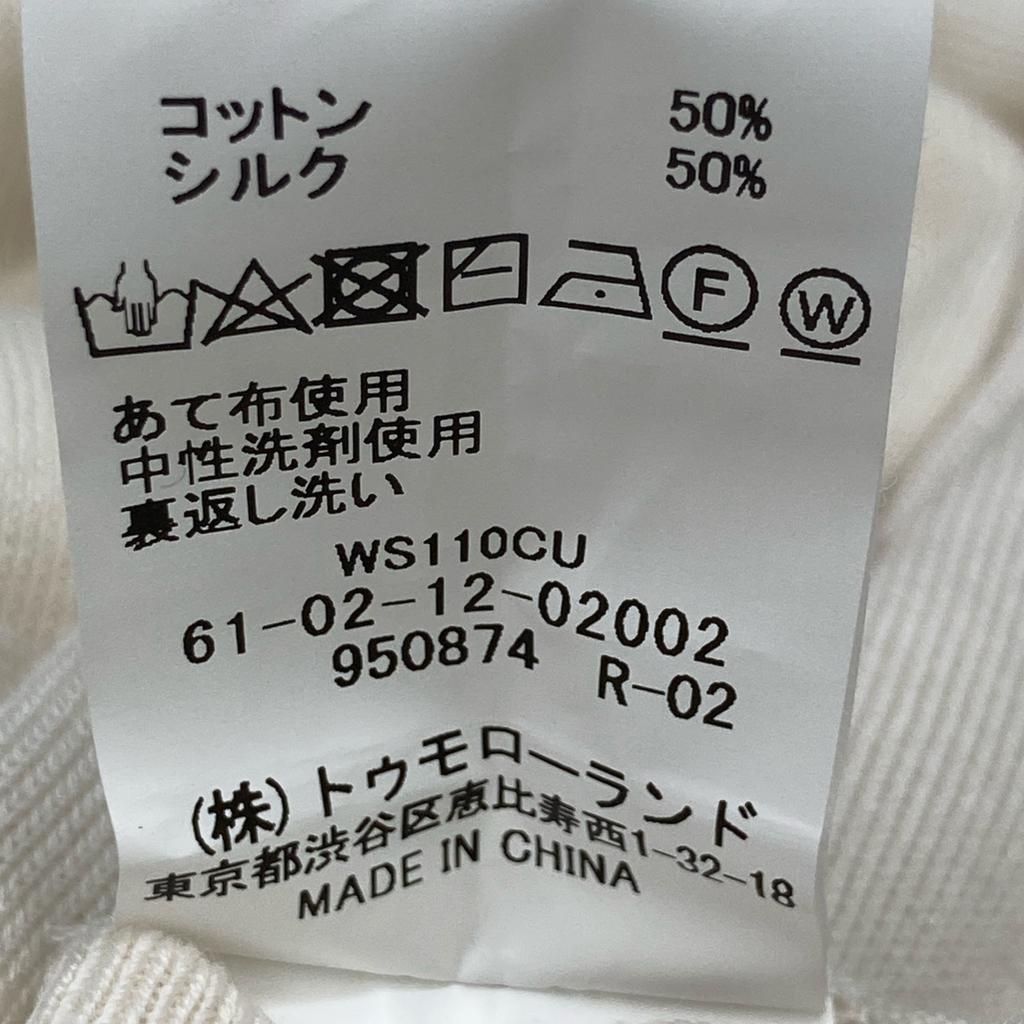 コットン 50%
シルク 50%
F W
あて布使用
中性洗剤使用
裏返し洗い
WS110CU
61-02-12-02002
950874 R-02
(株)トゥモローランド
東京都渋谷区恵比寿西1-32-18
MADE IN CHINA